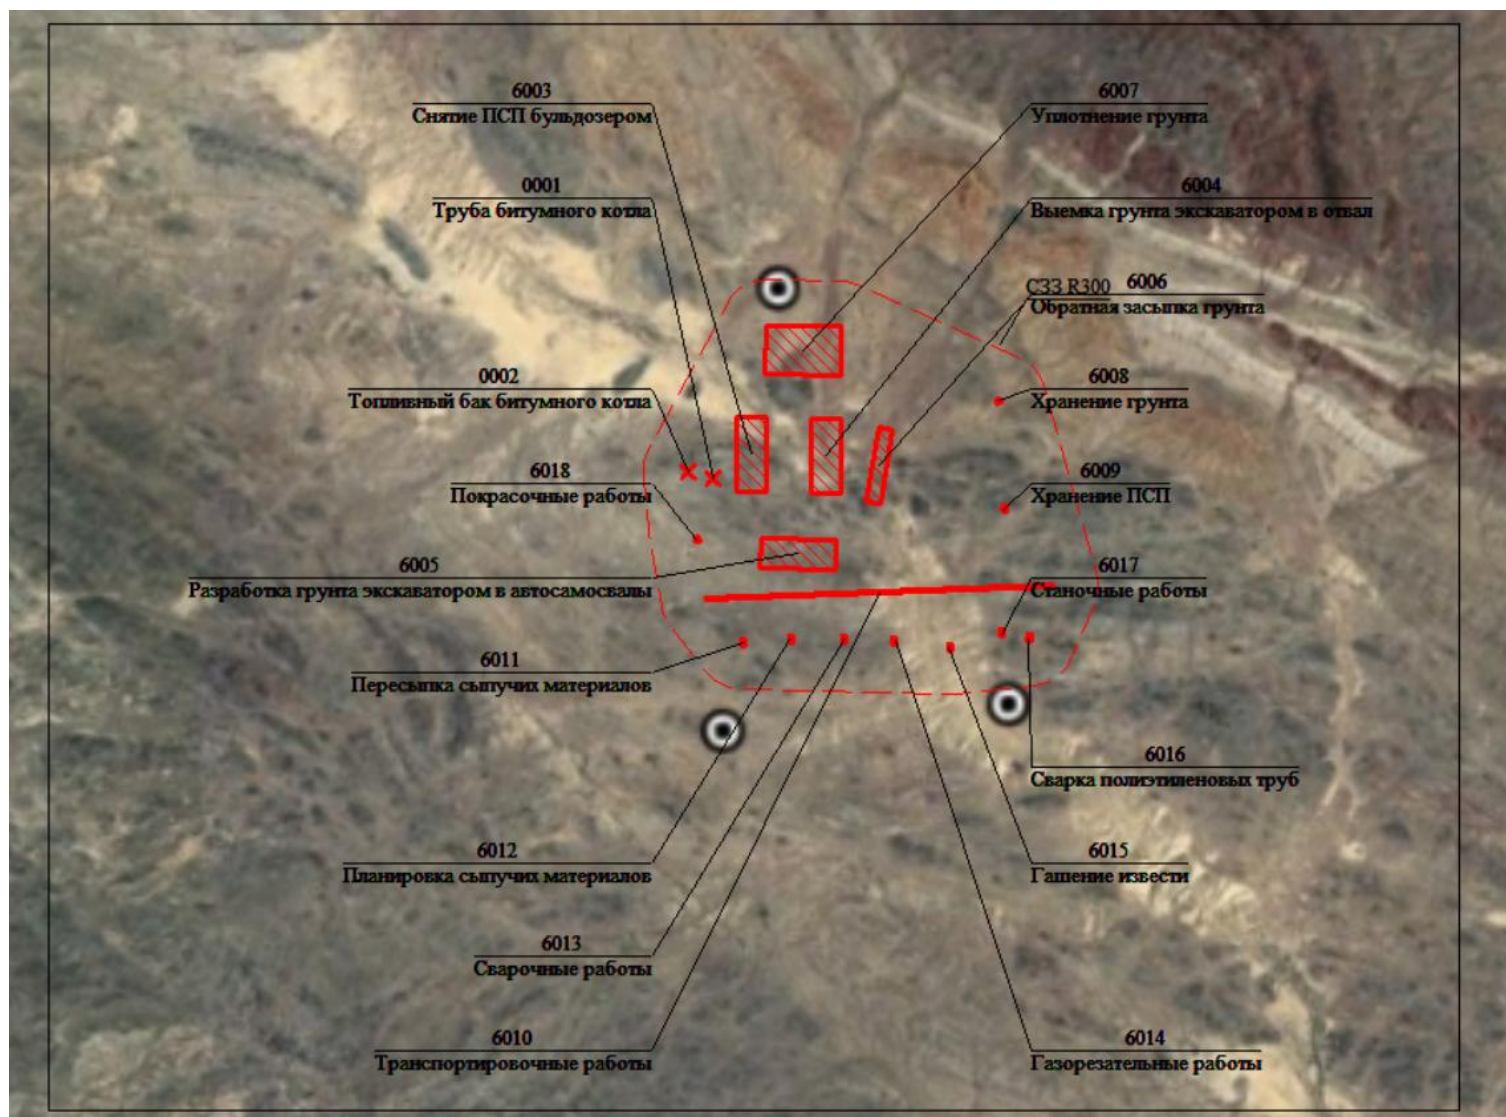 6003
Снятие ПСП бульдозером
6007
Уплотнение грунта
0001
Труба битумного котла
6004
Выемка грунта экскаватором в отвал
СЗЗ R300
6006
Обратная засыпка грунта
0002
Топливный бак битумного котла
6008
Хранение грунта
6018
Покрасочные работы
6009
Хранение ПСП
6005
Разработка грунта экскаватором в автосамосвалы
6017
Станочные работы
6011
Пересыпка сыпучих материалов
6016
Сварка полиэтиленовых труб
6012
Планировка сыпучих материалов
6015
Гашение извести
6013
Сварочные работы
6010
Транспортировочные работы
6014
Газорезательные работы